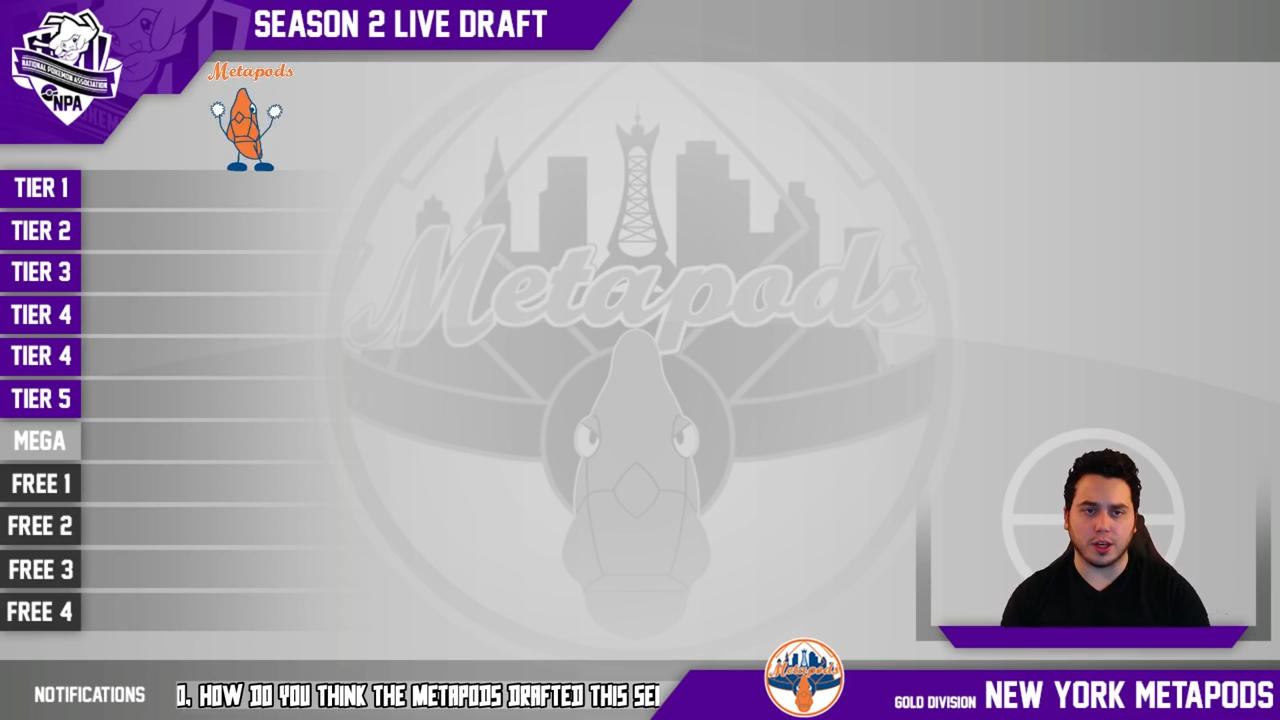 SEASON 2 LIVE DRAFT
NATIONAL POKEMON ASSOCIATION
NPA
Metapods
TIER 1
TIER 2
TIER 3
TIER 4
TIER 4
TIER 5
MEGA
FREE 1
FREE 2
FREE 3
FREE 4
Metapods
NOTIFICATIONS
D. HOW DO YOU THINK THE METAPODS DRAFTED THIS
Metapods
GOLD DIVISION NEW YORK METAPODS